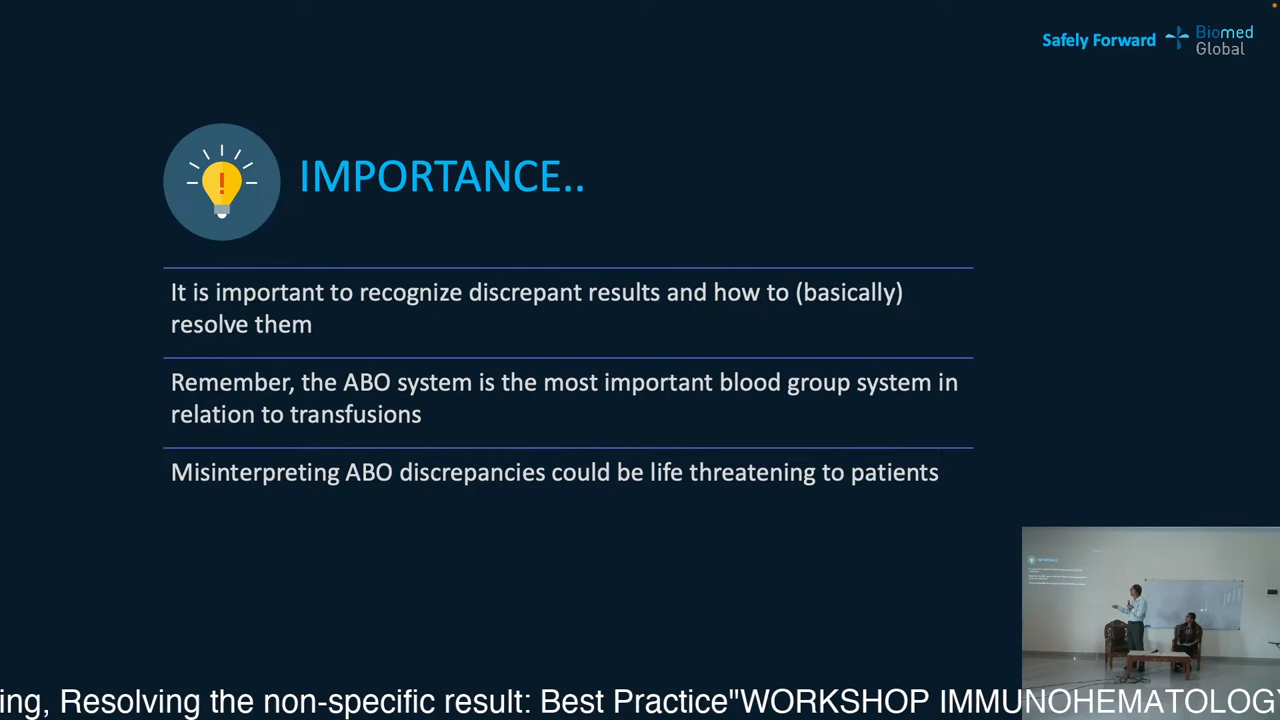 Safely Forward
Biomed
Global
IMPORTANCE..
It is important to recognize discrepant results and how to (basically)
resolve them
Remember, the ABO system is the most important blood group system in
relation to transfusions
Misinterpreting ABO discrepancies could be life threatening to patients
ing, Resolving the non-specific result: Best Practice"WORKSHOP IMMUNOHEMATOLOGY